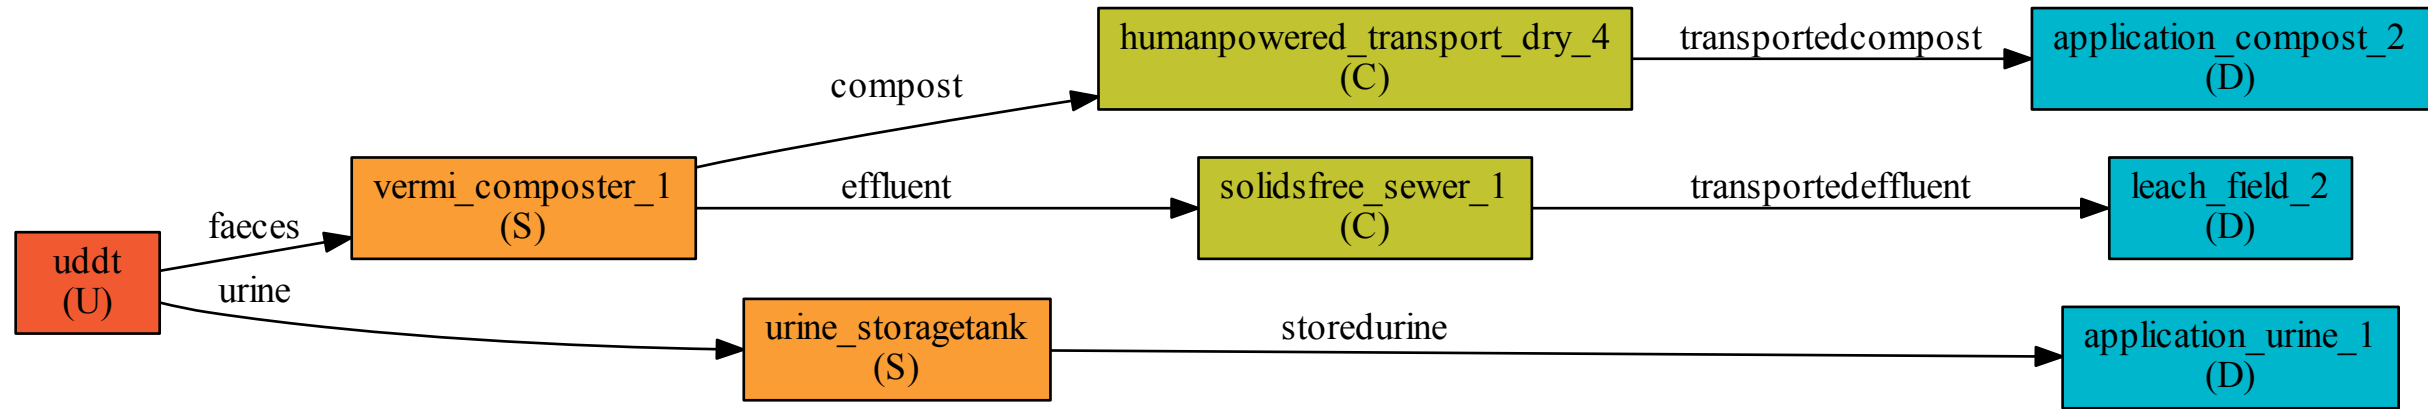 humanpowered_transport_dry_4
(C)
transportedcompost
application_compost_2
(D)
compost
vermi_composter_1
(S)
effluent
solidsfree_sewer_1
(C)
transportedeffluent
leach_field_2
(D)
faeces
uddt
(U)
urine
urine_storagetank
(S)
storedurine
application_urine_1
(D)